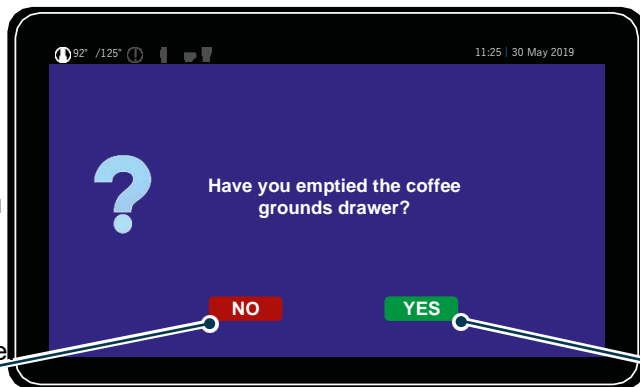 92° /125°
11:25 | 30 May 2019
Have you emptied the coffee
grounds drawer?
NO
YES